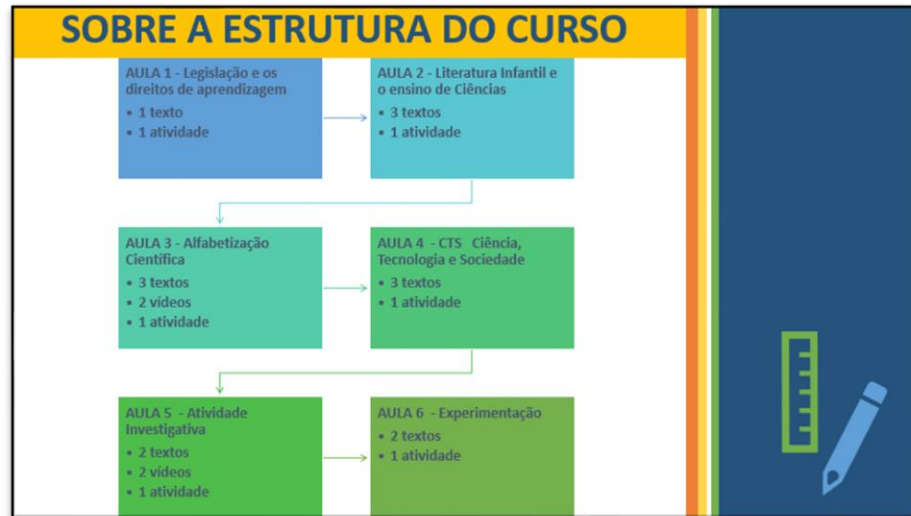 SOBRE A ESTRUTURA DO CURSO
AULA 1 - Legislação e os
direitos de aprendizagem
• 1 texto
• 1 atividade
AULA 2 - Literatura Infantil e
o ensino de Ciências
• 3 textos
• 1 atividade
AULA 3 - Alfabetização
Científica
• 3 textos
• 2 vídeos
• 1 atividade
AULA 4 - CTS Ciência,
Tecnologia e Sociedade
• 3 textos
• 1 atividade
AULA 5 - Atividade
Investigativa
• 2 textos
• 2 vídeos
• 1 atividade
AULA 6 - Experimentação
• 2 textos
• 1 atividade